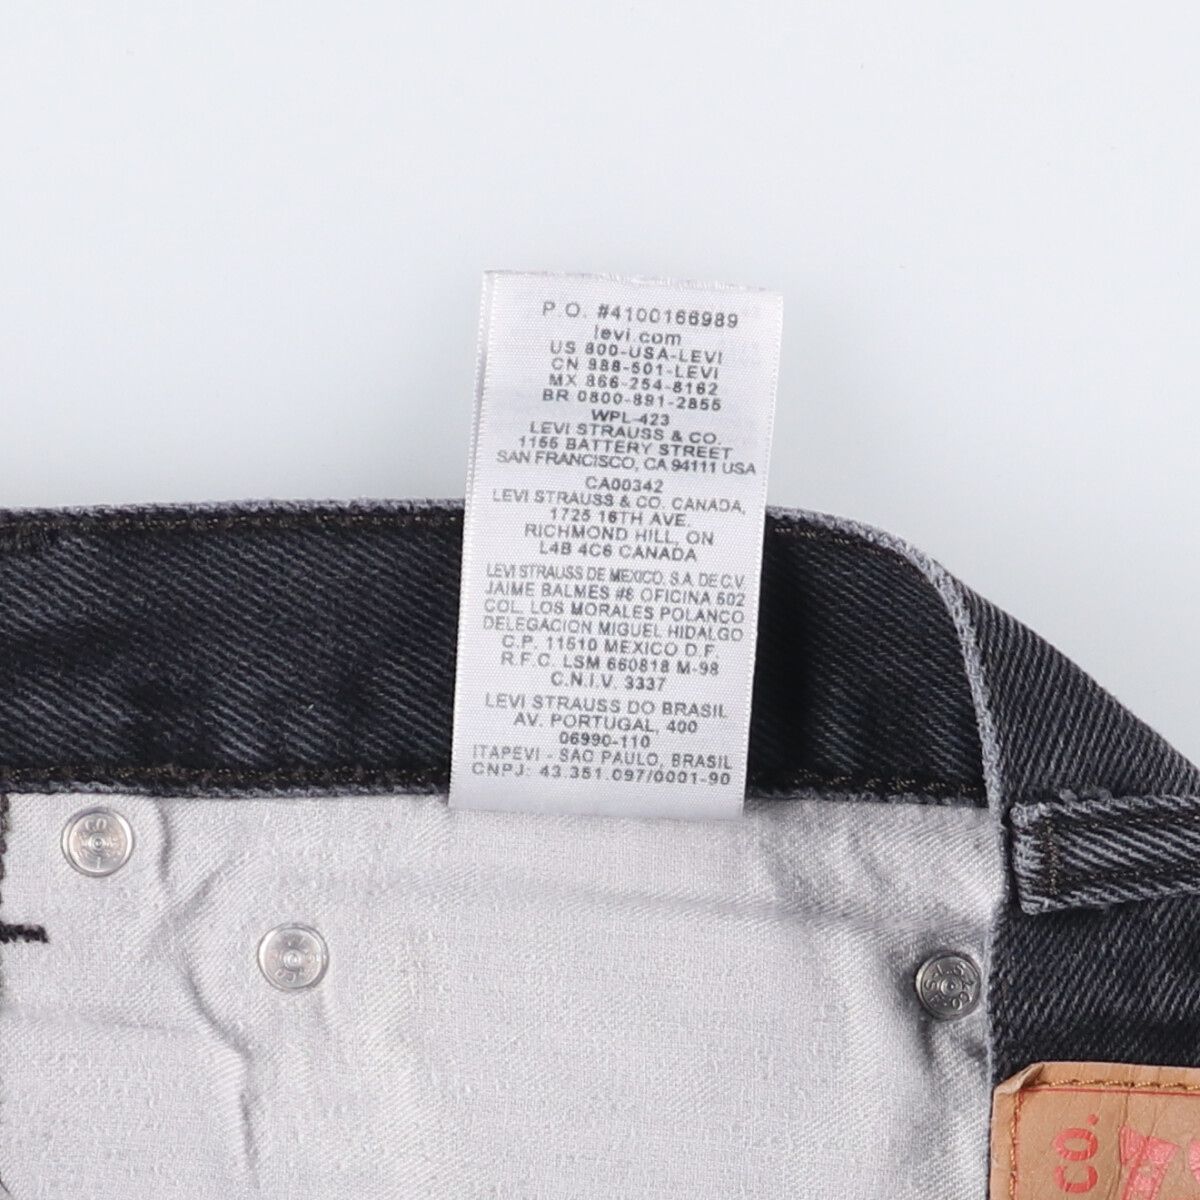 P.O. #4100166989
levi.com
US 800-USA-LEVI
CN 988-501-LEVI
MX 866-254-8162
BR 0800-891-2855
WPL-423
LEVI STRAUSS & CO.
1155 BATTERY STREET
SAN FRANCISCO, CA 94111 USA
CA00342
LEVI STRAUSS & CO. CANADA,
1725 16TH AVE.
RICHMOND HILL, ON
L4B 4C6 CANADA
LEVI STRAUSS DE MEXICO, S.A. DE C.V.
JAIME BALMES #8 OFICINA 602
COL. LOS MORALES POLANCO
DELEGACION MIGUEL HIDALGO
C.P. 11510 MEXICO D.F.
R.F.C. LSM 660818 M-98
C.N.I.V. 3337
LEVI STRAUSS DO BRASIL
AV. PORTUGAL, 400
06990-110
ITAPEVI - SAO PAULO, BRASIL
CNPJ: 43.351.097/0001-90
CO.